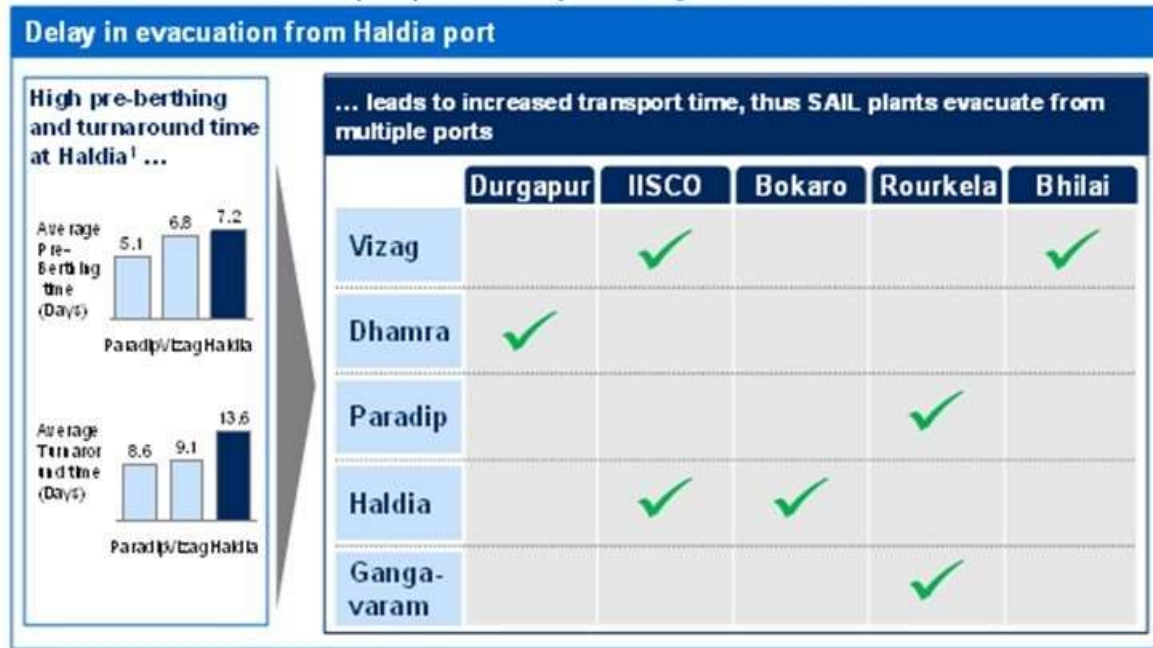 Delay in evacuation from Haldia port
High pre-berthing
and turnaround time
at Haldia¹ ...
Average
Pre-
Berthing
time
(Days)
5.1
6.8
7.2
Paradip Vizag Haldia
Average
Turnaro
und time
(Days)
8.6
9.1
13.6
Paradip Vizag Haldia
... leads to increased transport time, thus SAIL plants evacuate from
multiple ports
Durgapur IISCO Bokaro Rourkela Bhilai
Vizag
Dhamra
Paradip
Haldia
Ganga-
varam